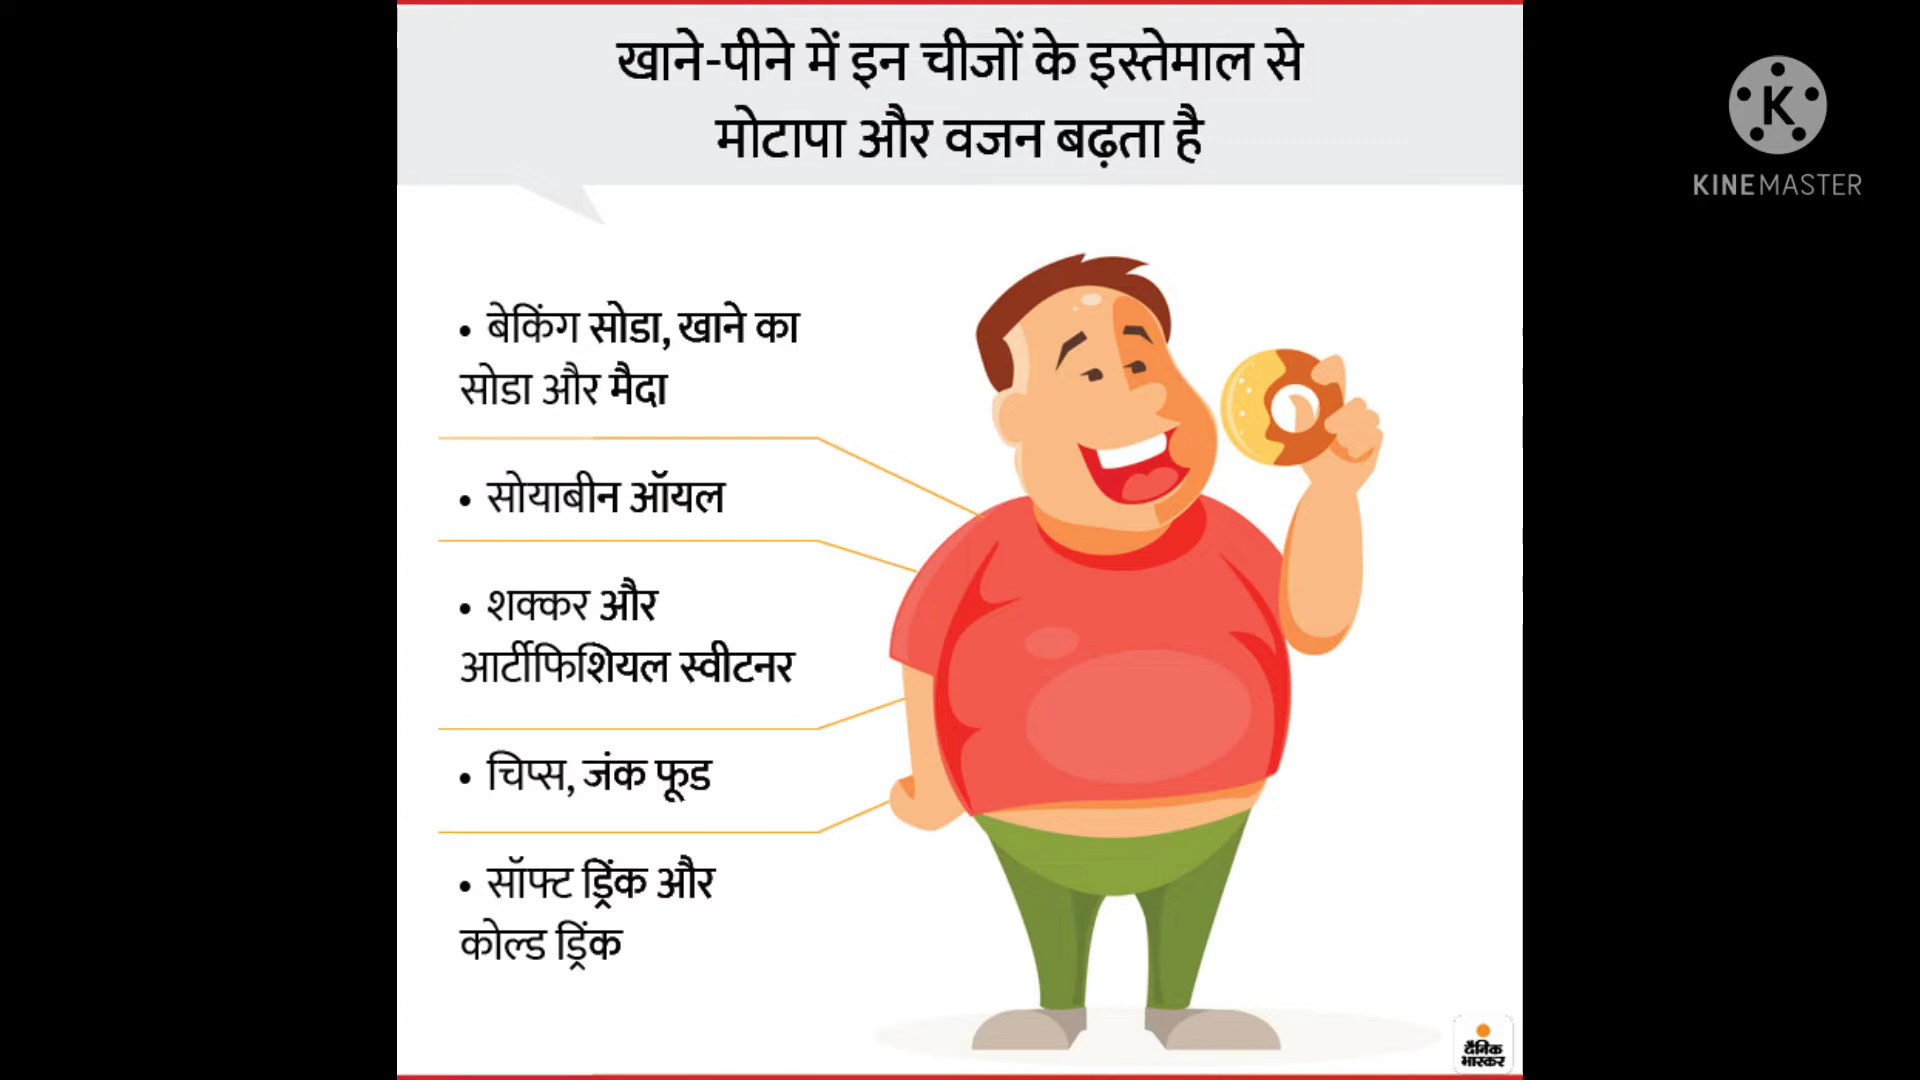 खाने-पीने में इन चीजों के इस्तेमाल से
मोटापा और वजन बढ़ता है
K
KINEMASTER
• बेकिंग सोडा, खाने का
सोडा और मैदा
• सोयाबीन ऑयल
• शक्कर और
आर्टीफिशियल स्वीटनर
• चिप्स, जंक फूड
• सॉफ्ट ड्रिंक और
कोल्ड ड्रिंक
दैनिक
भास्कर